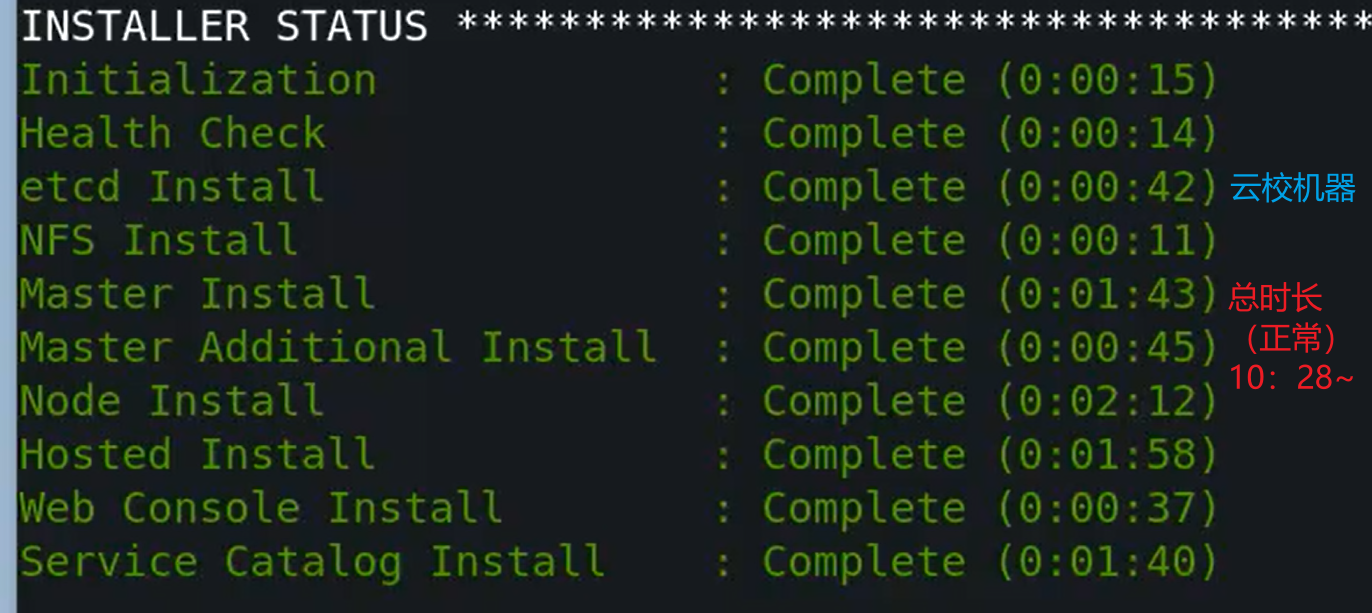 INSTALLER STATUS ************************************
Initialization : Complete (0:00:15)
Health Check : Complete (0:00:14)
etcd Install : Complete (0:00:42) 云校机器
NFS Install : Complete (0:00:11)
Master Install : Complete (0:01:43) 总时长
Master Additional Install : Complete (0:00:45) （正常）
Node Install : Complete (0:02:12) 10：28~
Hosted Install : Complete (0:01:58)
Web Console Install : Complete (0:00:37)
Service Catalog Install : Complete (0:01:40)